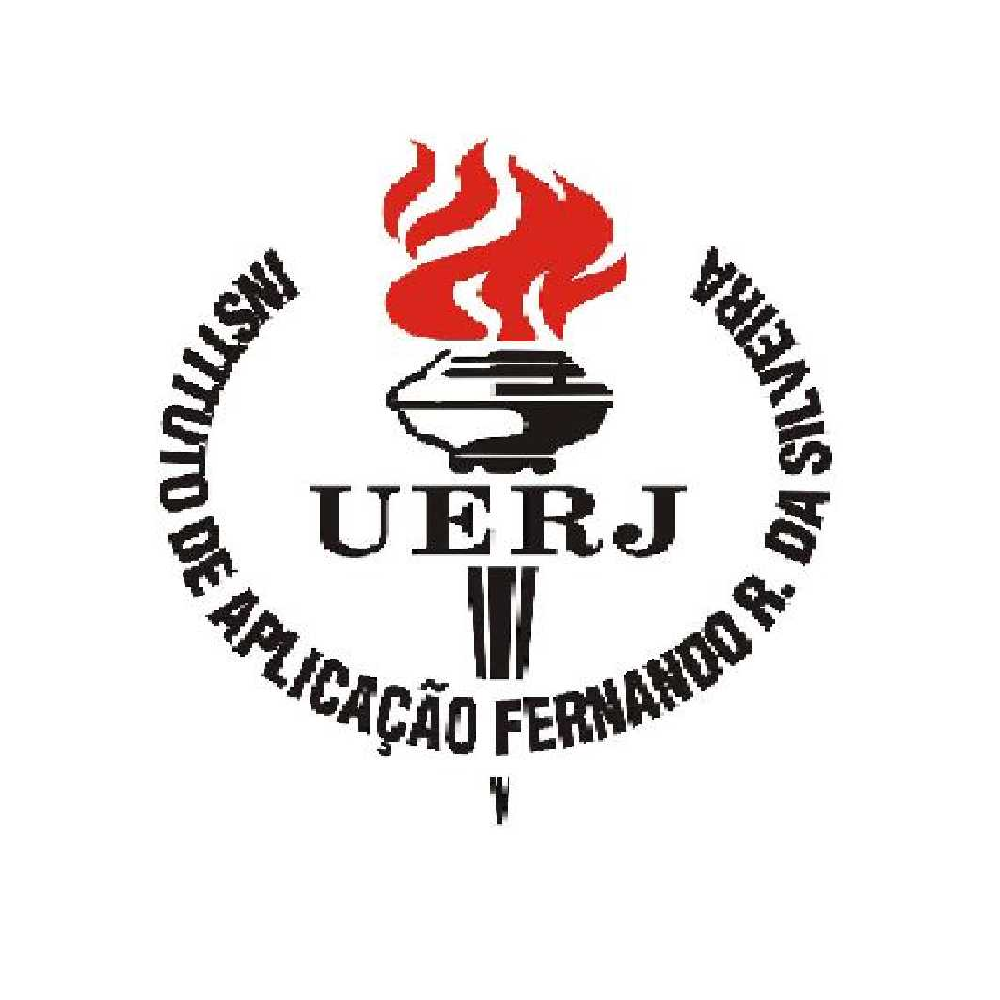 INSTITUTO DE APLICAÇÃO FERNANDO R. DA SILVEIRA
UERJ